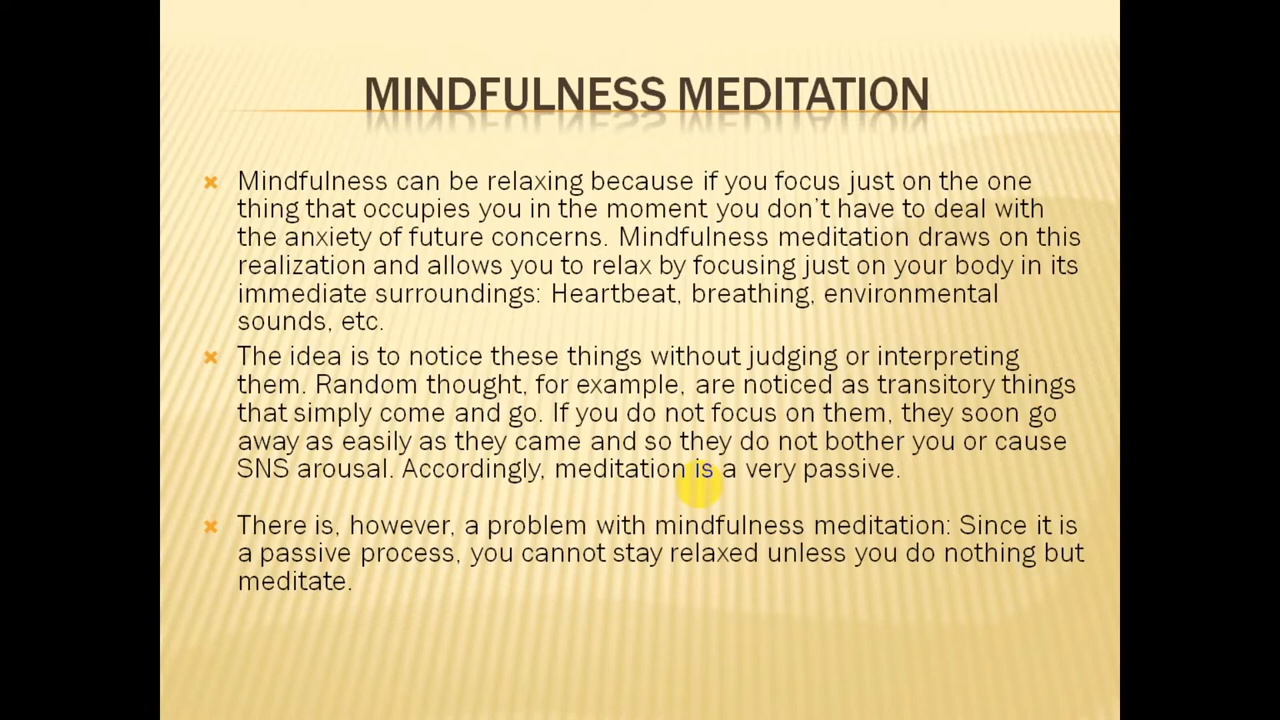 MINDFULNESS MEDITATION
Mindfulness can be relaxing because if you focus just on the one
thing that occupies you in the moment you don’t have to deal with
the anxiety of future concerns. Mindfulness meditation draws on this
realization and allows you to relax by focusing just on your body in its
immediate surroundings: Heartbeat, breathing, environmental
sounds, etc.
The idea is to notice these things without judging or interpreting
them. Random thought, for example, are noticed as transitory things
that simply come and go. If you do not focus on them, they soon go
away as easily as they came and so they do not bother you or cause
SNS arousal. Accordingly, meditation is a very passive.
There is, however, a problem with mindfulness meditation: Since it is
a passive process, you cannot stay relaxed unless you do nothing but
meditate.